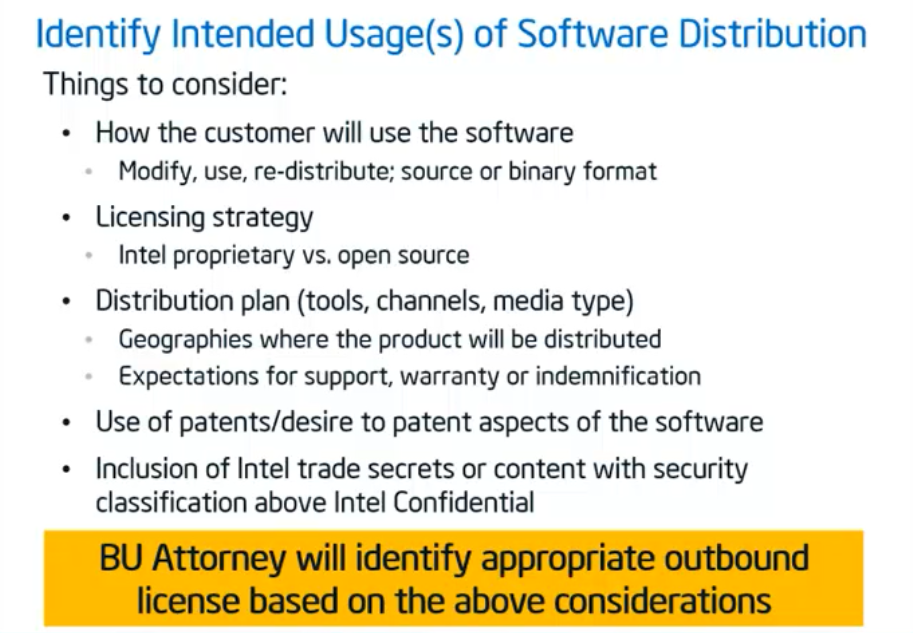 Identify Intended Usage(s) of Software Distribution
Things to consider:
• How the customer will use the software
• Modify, use, re-distribute; source or binary format
• Licensing strategy
• Intel proprietary vs. open source
• Distribution plan (tools, channels, media type)
• Geographies where the product will be distributed
• Expectations for support, warranty or indemnification
• Use of patents/desire to patent aspects of the software
• Inclusion of Intel trade secrets or content with security
classification above Intel Confidential
BU Attorney will identify appropriate outbound
license based on the above considerations